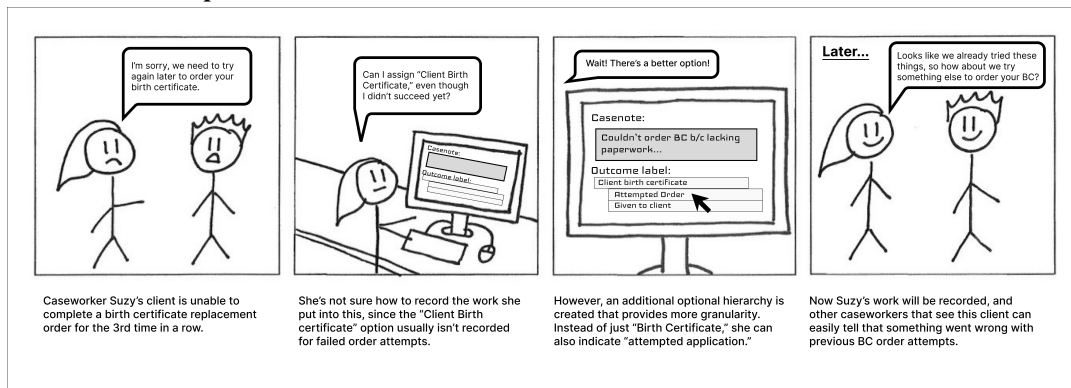 I'm sorry, we need to try
again later to order your
birth certificate.
Caseworker Suzy's client is unable to
complete a birth certificate replacement
order for the 3rd time in a row.
Can I assign "Client Birth
Certificate," even though
I didn't succeed yet?
Casenote:
Outcome label:
She's not sure how to record the work she
put into this, since the "Client Birth
certificate" option usually isn't recorded
for failed order attempts.
Wait! There's a better option!
Casenote:
Couldn't order BC b/c lacking
paperwork...
Outcome label:
Client birth certificate
Attempted Order
Given to client
However, an additional optional hierarchy is
created that provides more granularity.
Instead of just "Birth Certificate," she can
also indicate "attempted application."
Later...
Looks like we already tried these
things, so how about we try
something else to order your BC?
Now Suzy's work will be recorded, and
other caseworkers that see this client can
easily tell that something went wrong with
previous BC order attempts.